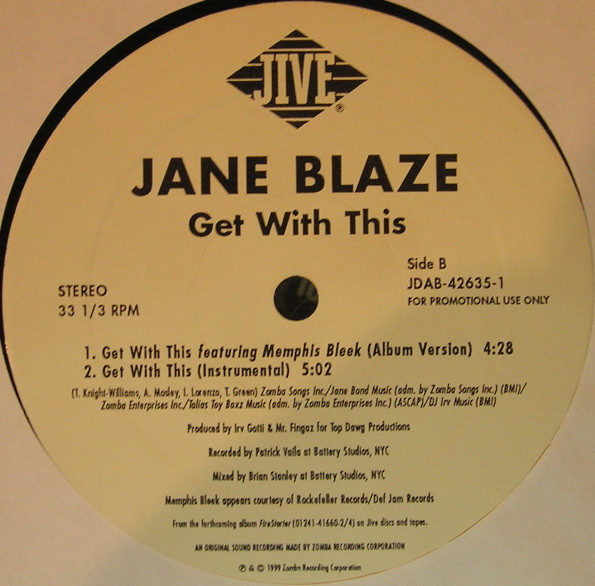 JIVE
®
JANE BLAZE
Get With This
Side B
JDAB-42635-1
FOR PROMOTIONAL USE ONLY
STEREO
33 1/3 RPM
1. Get With This featuring Memphis Bleek (Album Version) 4:28
2. Get With This (Instrumental) 5:02
(T. Knight-Williams, A. Mosley, I. Lorenzo, T. Green) Zomba Songs Inc./Jane Bond Music (adm. by Zomba Songs Inc.) (BMI)/
Zomba Enterprises Inc./Talias Toy Boxz Music (adm. by Zomba Enterprises Inc.) (ASCAP)/DJ Irv Music (BMI)
Produced by Irv Gotti & Mr. Fingaz for Top Dawg Productions
Recorded by Patrick Vaila at Battery Studios, NYC
Mixed by Brian Stanley at Battery Studios, NYC
Memphis Bleek appears courtesy of Rockefeller Records/Def Jam Records
From the forthcoming album FireStarter (01241-41660-2/4) on Jive discs and tapes.
AN ORIGINAL SOUND RECORDING MADE BY ZOMBA RECORDING CORPORATION
℗ & © 1999 Zomba Recording Corporation